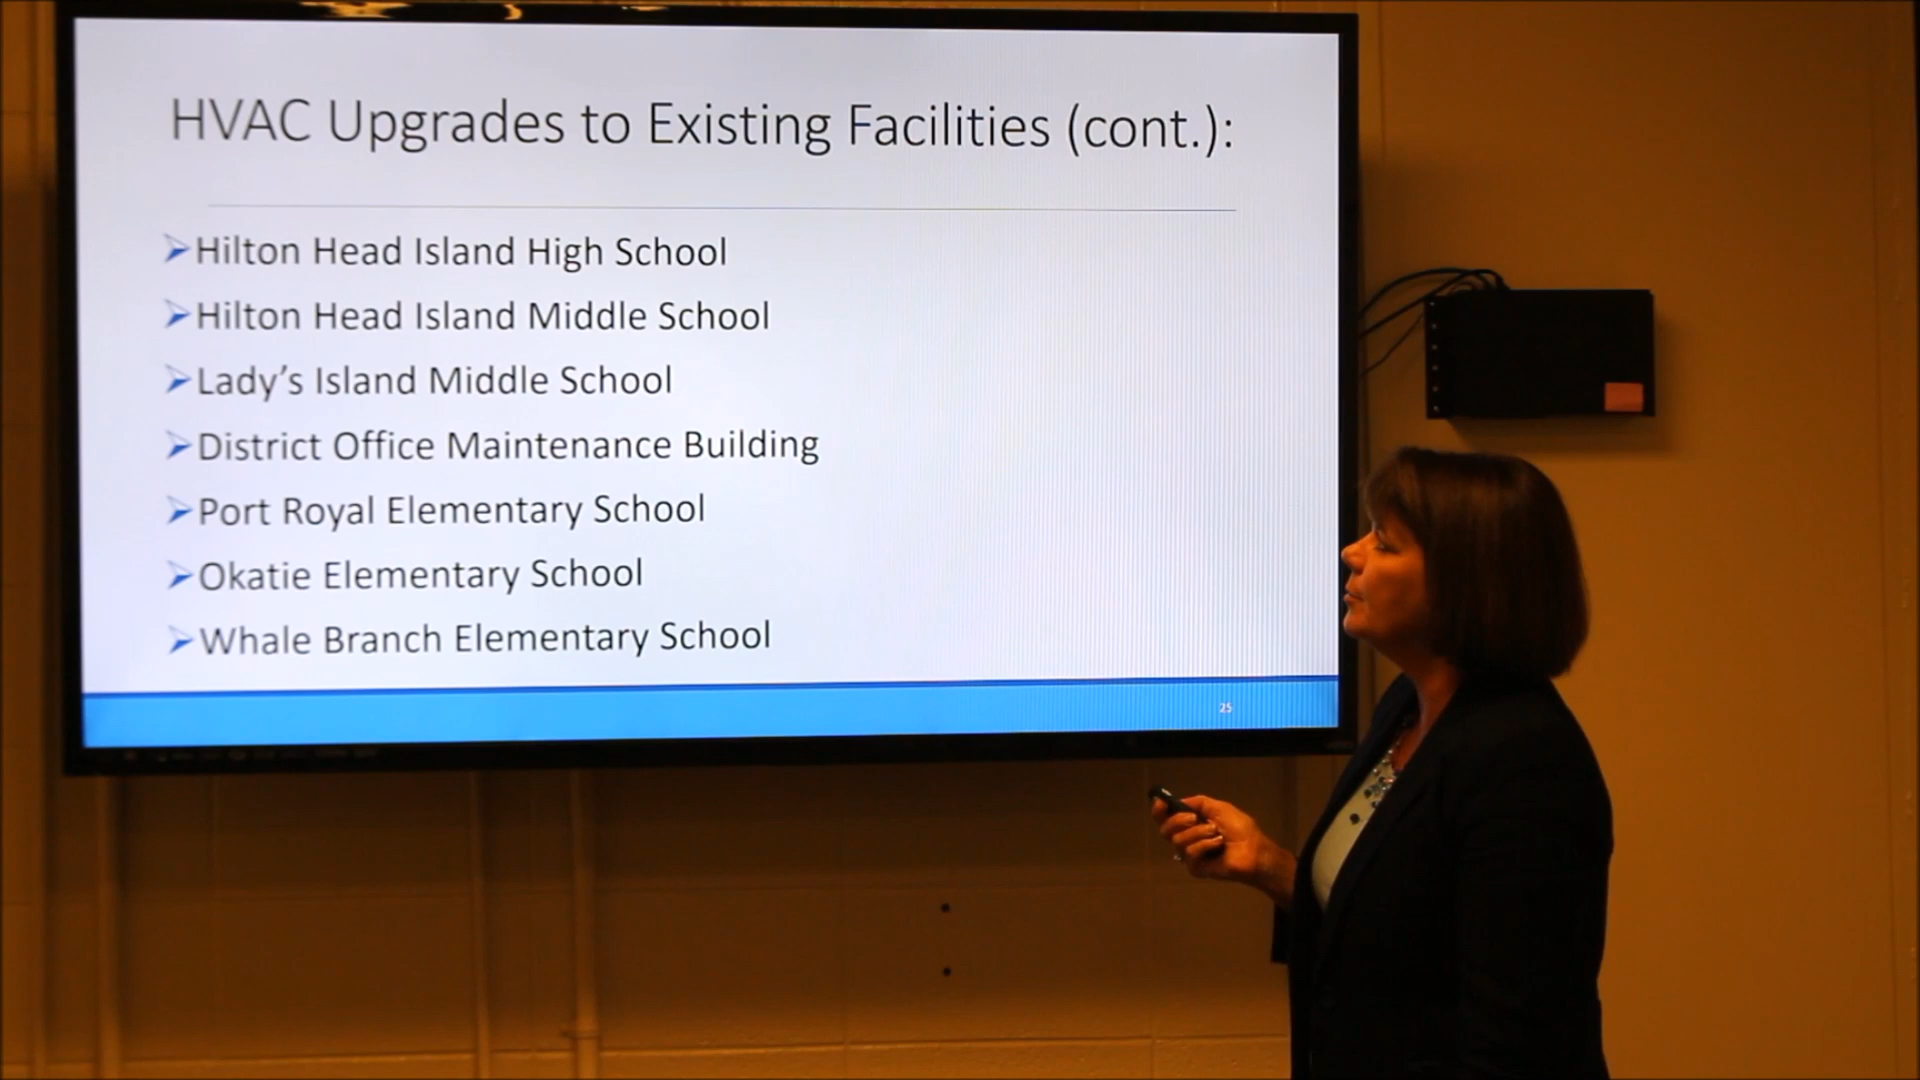 HVAC Upgrades to Existing Facilities (cont.):
Hilton Head Island High School
Hilton Head Island Middle School
Lady’s Island Middle School
District Office Maintenance Building
Port Royal Elementary School
Okatie Elementary School
Whale Branch Elementary School
25